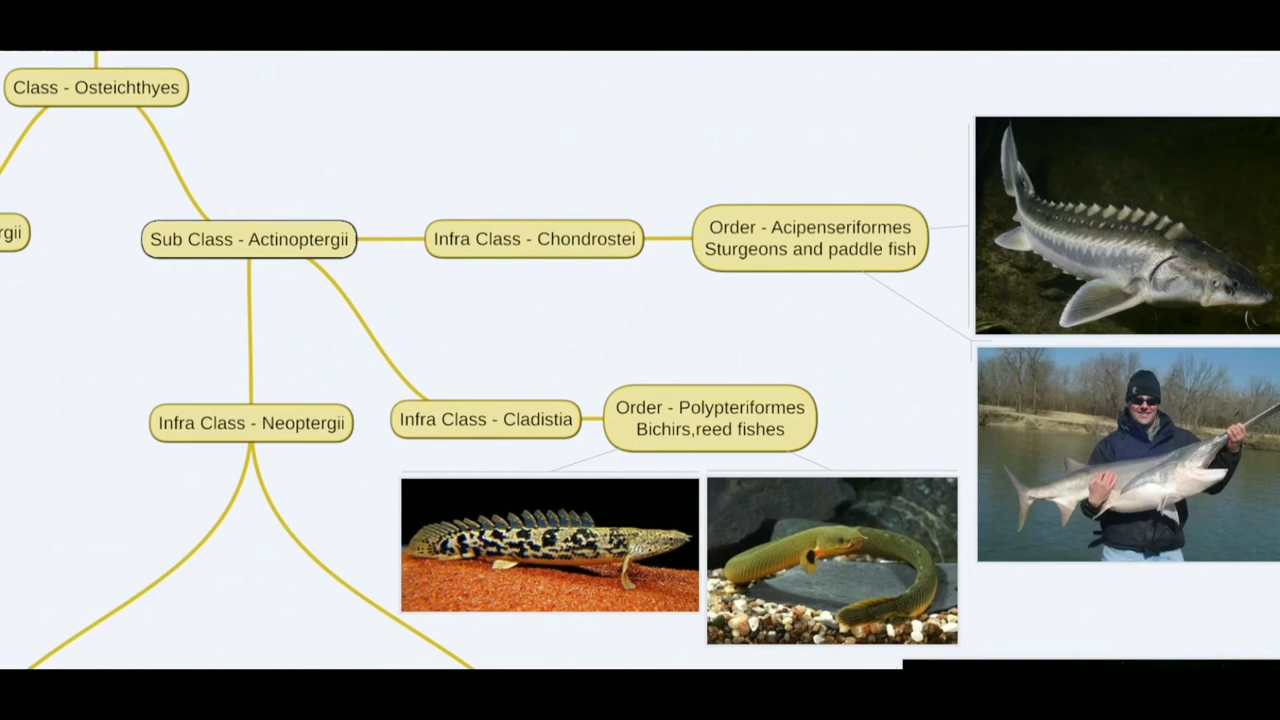 Class - Osteichthyes
rgii
Sub Class - Actinoptergii
Infra Class - Chondrostei
Order - Acipenseriformes
Sturgeons and paddle fish
Infra Class - Neoptergii
Infra Class - Cladistia
Order - Polypteriformes
Bichirs,reed fishes